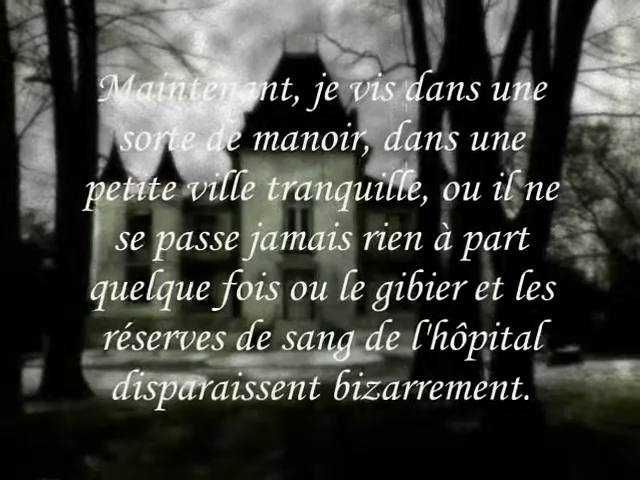 Maintenant, je vis dans une
sorte de manoir, dans une
petite ville tranquille, ou il ne
se passe jamais rien à part
quelque fois ou le gibier et les
réserves de sang de l'hôpital
disparaissent bizarrement.